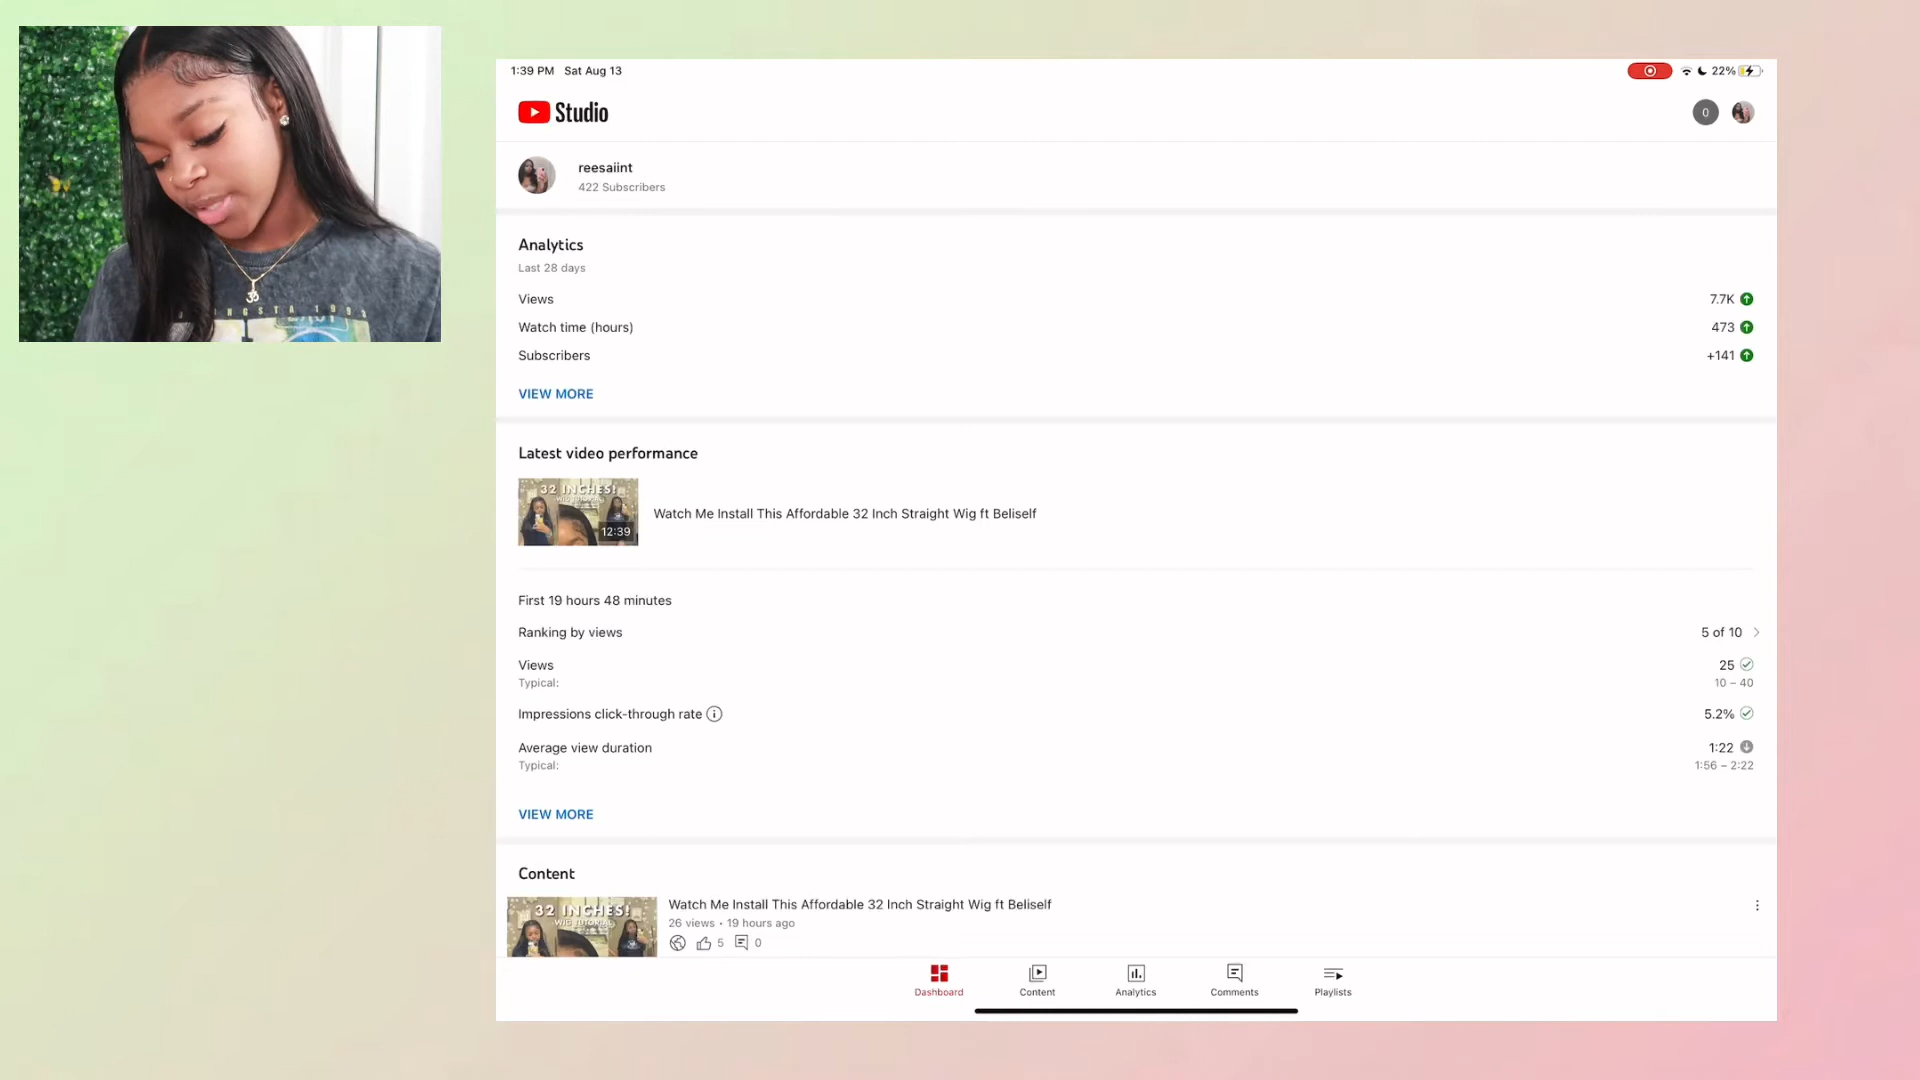 1:39 PM Sat Aug 13
22%
Studio
0
reesaiint
422 Subscribers
Analytics
Last 28 days
Views 7.7K
Watch time (hours) 473
Subscribers +141
VIEW MORE
Latest video performance
32 INCHES!
12:39
Watch Me Install This Affordable 32 Inch Straight Wig ft Beliself
First 19 hours 48 minutes
Ranking by views 5 of 10
Views 25
Typical: 10 – 40
Impressions click-through rate 5.2%
Average view duration 1:22
Typical: 1:56 – 2:22
VIEW MORE
Content
32 INCHES!
WIG TUTORIAL
Watch Me Install This Affordable 32 Inch Straight Wig ft Beliself
26 views • 19 hours ago
5 0
Dashboard Content Analytics Comments Playlists